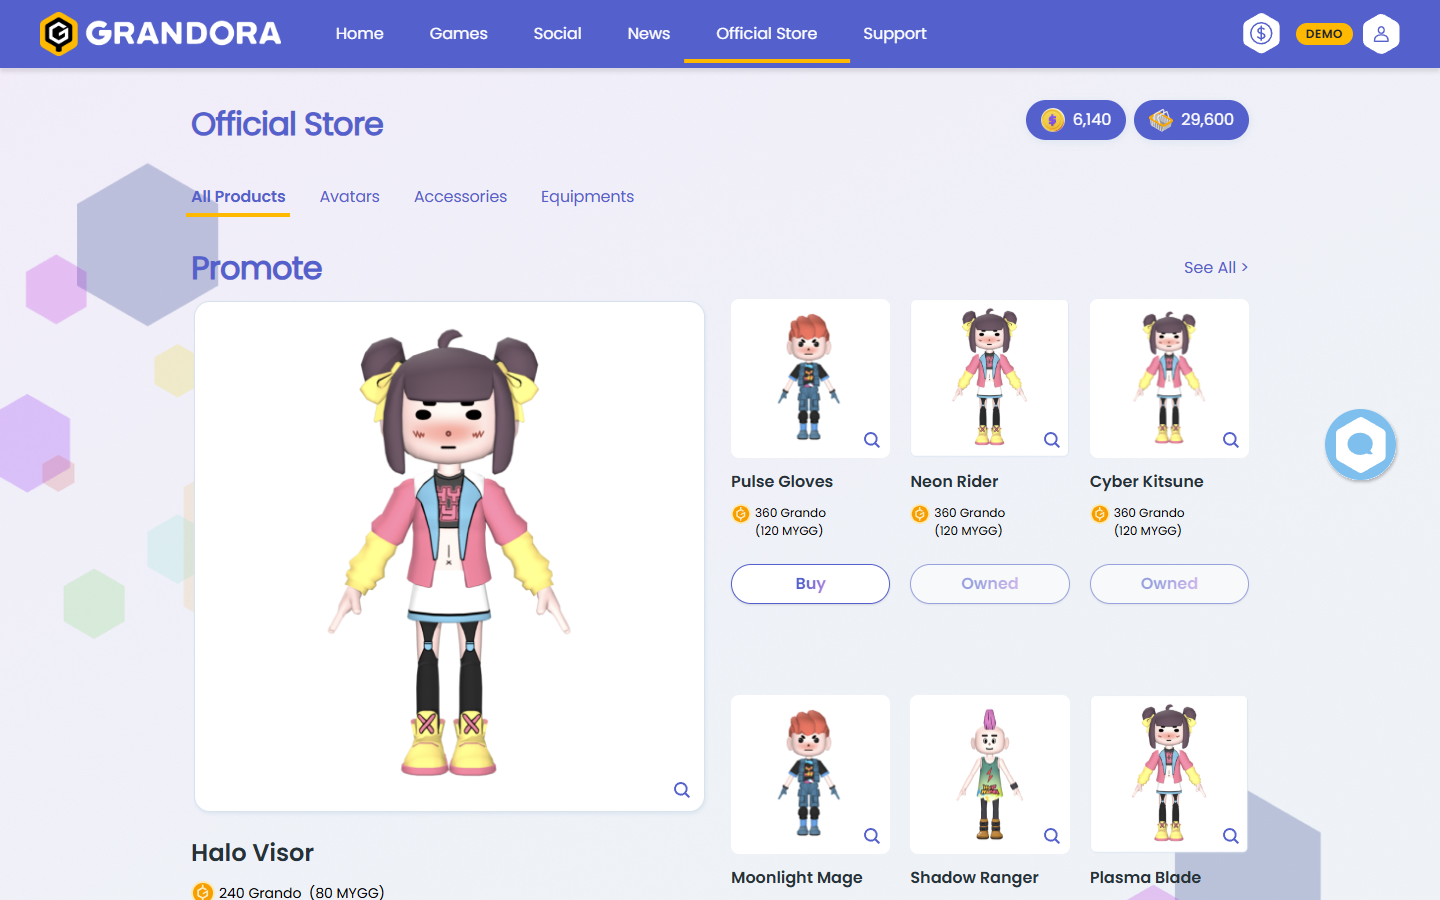 GRANDORA
Home
Games
Social
News
Official Store
Support
DEMO
Official Store
6,140
29,600
All Products
Avatars
Accessories
Equipments
Promote
See All >
Halo Visor
240 Grando (80 MYGG)
Pulse Gloves
360 Grando
(120 MYGG)
Buy
Neon Rider
360 Grando
(120 MYGG)
Owned
Cyber Kitsune
360 Grando
(120 MYGG)
Owned
Moonlight Mage
Shadow Ranger
Plasma Blade